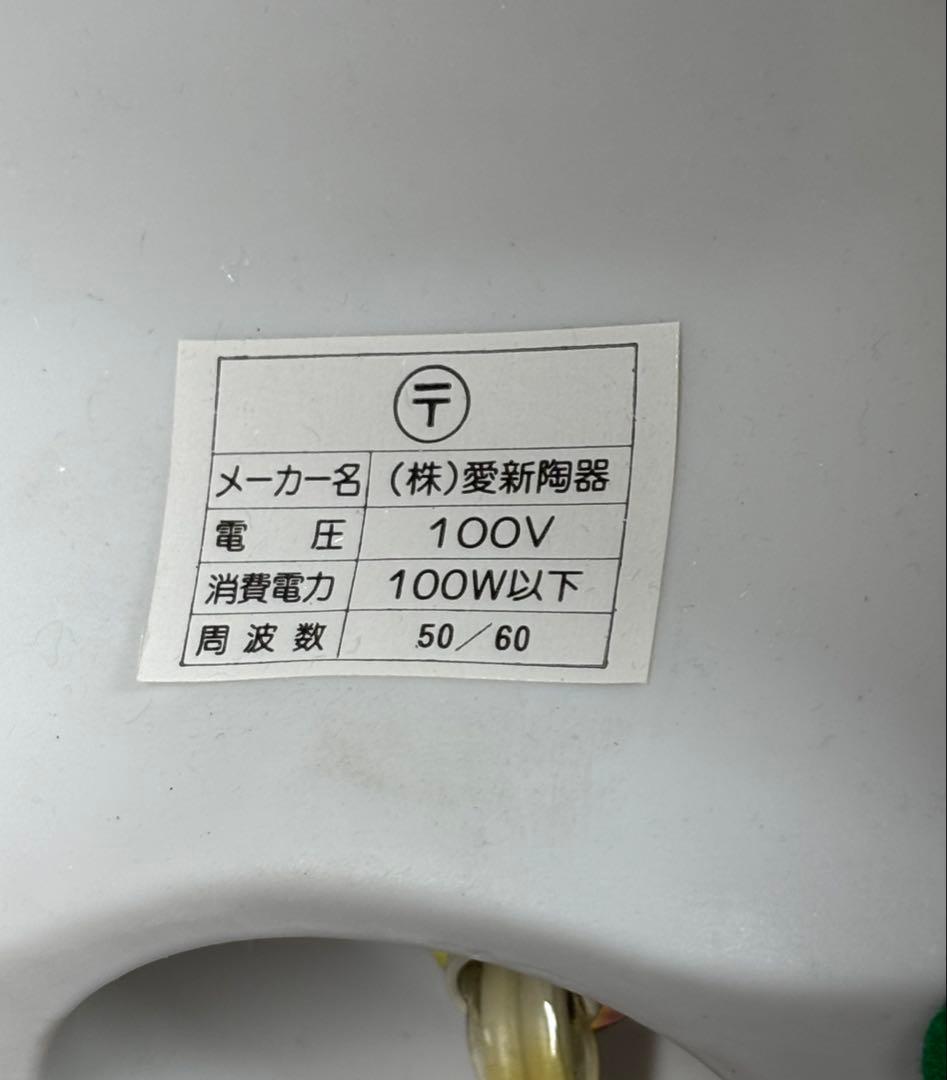 〒
メーカー名 (株)愛新陶器
電圧 100V
消費電力 100W以下
周波数 50/60